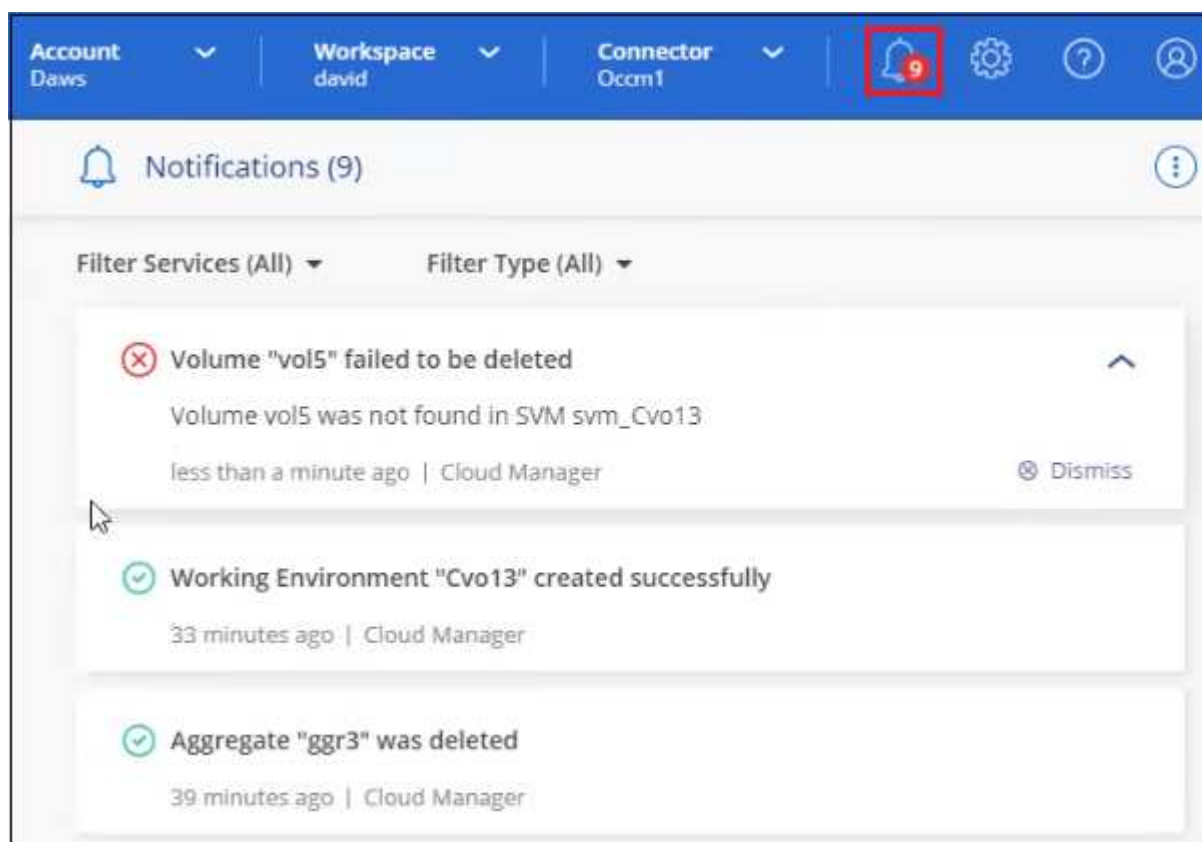 Account Workspace Connector
Daws david Occm1
9
Notifications (9)
Filter Services (All) Filter Type (All)
Volume "vol5" failed to be deleted
Volume vol5 was not found in SVM svm_Cvo13
less than a minute ago | Cloud Manager Dismiss
Working Environment "Cvo13" created successfully
33 minutes ago | Cloud Manager
Aggregate "ggr3" was deleted
39 minutes ago | Cloud Manager